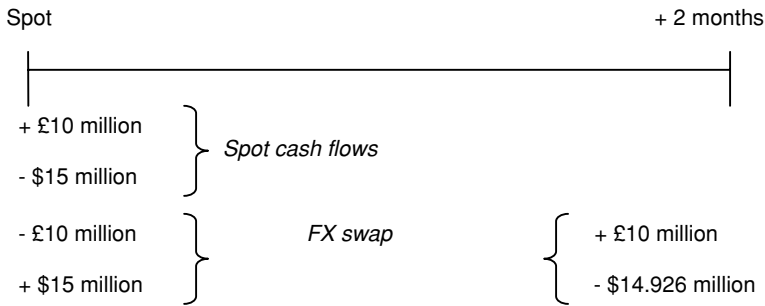 Spot + 2 months
+ £10 million
Spot cash flows
- $15 million
- £10 million FX swap + £10 million
+ $15 million - $14.926 million